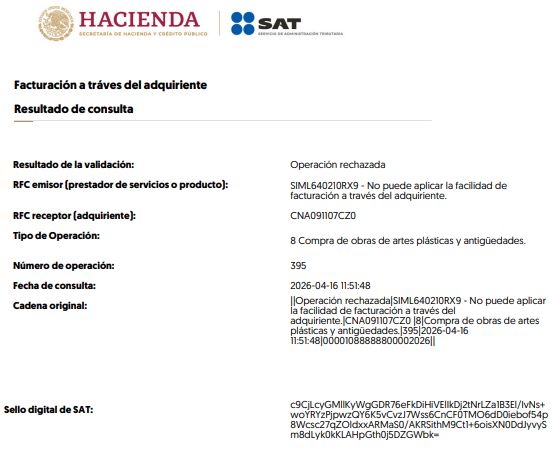 HACIENDA
SECRETARÍA DE HACIENDA Y CRÉDITO PÚBLICO
SAT
SERVICIO DE ADMINISTRACIÓN TRIBUTARIA
Facturación a tráves del adquiriente
Resultado de consulta
Resultado de la validación: Operación rechazada
RFC emisor (prestador de servicios o producto): SIML640210RX9 - No puede aplicar la facilidad de
facturación a través del adquiriente.
RFC receptor (adquiriente): CNA091107CZ0
Tipo de Operación: 8 Compra de obras de artes plásticas y antigüedades.
Número de operación: 395
Fecha de consulta: 2026-04-16 11:51:48
Cadena original: ||Operación rechazada|SIML640210RX9 - No puede aplicar
la facilidad de facturación a través del
adquiriente.|CNA091107CZ0 |8|Compra de obras de artes
plásticas y antigüedades.|395|2026-04-16
11:51:48|00001088888800002026||
Sello digital de SAT: c9CjLcyGMIlKyWgGDR76eFkDiHiVEllkDj2tNrLZa1B3El/IvNs+
woYRYzPjpwzQY6K5vCvzJ7Wss6CnCF0TMO6dD0iebof54p
8Wcsc27qZOldxxARMaS0/AKRSithM9Ct1+6oisXN0DdJyvyS
m8dLyk0kKLAHpGth0j5DZGWbk=